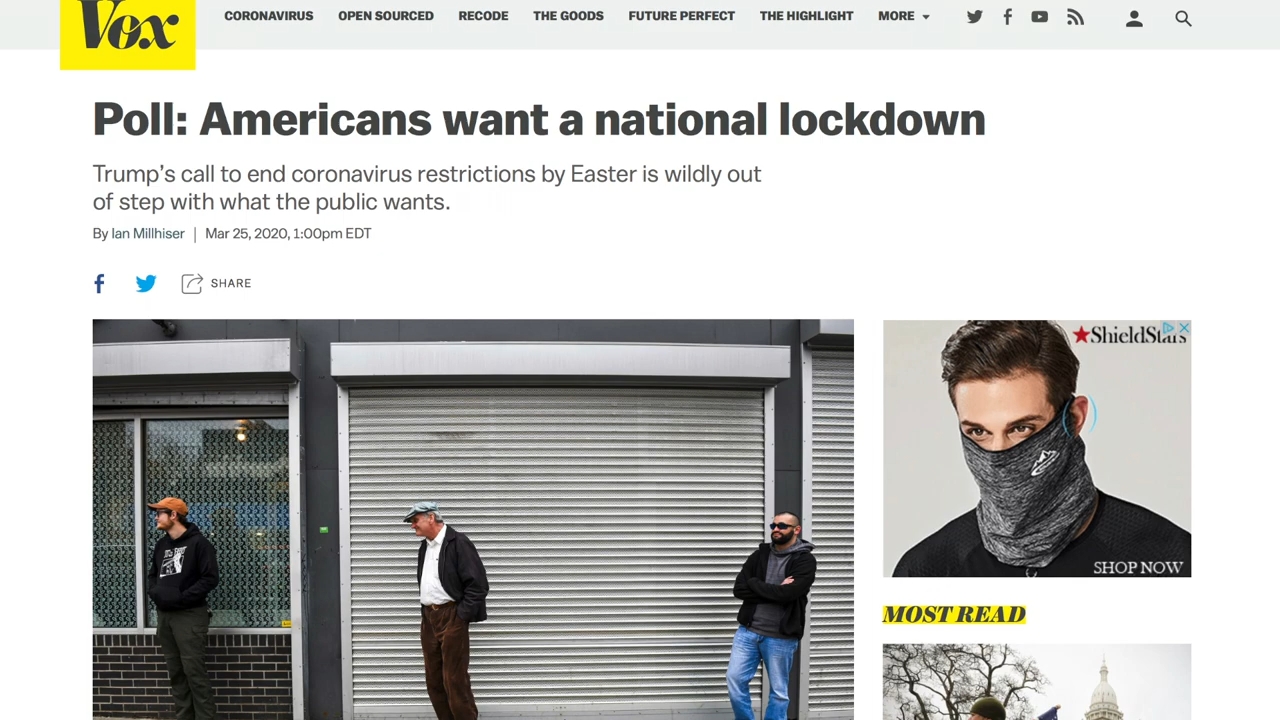 Vox
CORONAVIRUS OPEN SOURCED RECODE THE GOODS FUTURE PERFECT THE HIGHLIGHT MORE
Poll: Americans want a national lockdown
Trump's call to end coronavirus restrictions by Easter is wildly out
of step with what the public wants.
By Ian Millhiser | Mar 25, 2020, 1:00pm EDT
SHARE
ShieldStars
SHOP NOW
MOST READ